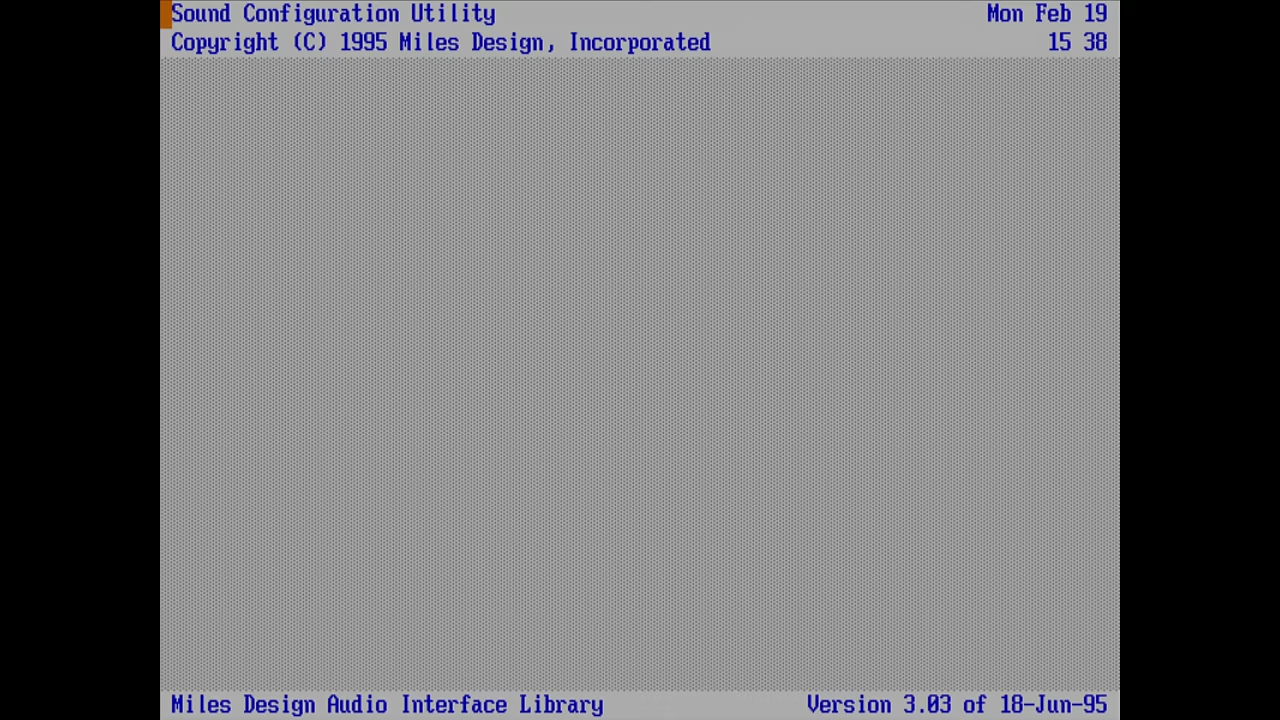 Sound Configuration Utility Mon Feb 19
Copyright (C) 1995 Miles Design, Incorporated 15 38
Miles Design Audio Interface Library Version 3.03 of 18-Jun-95